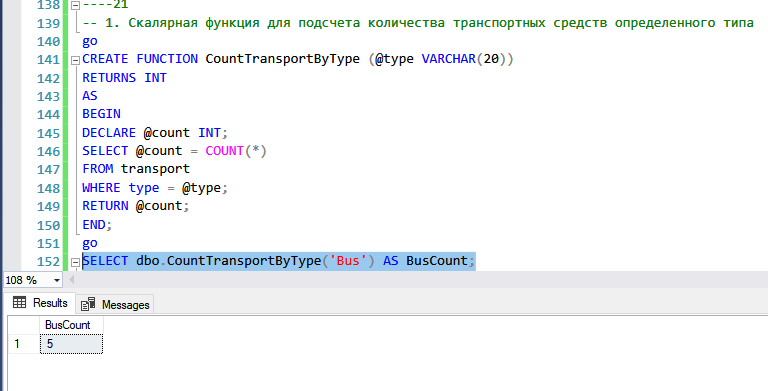 138 ----21
139 -- 1. Скалярная функция для подсчета количества транспортных средств определенного типа
140 go
141 CREATE FUNCTION CountTransportByType (@type VARCHAR(20))
142 RETURNS INT
143 AS
144 BEGIN
145 DECLARE @count INT;
146 SELECT @count = COUNT(*)
147 FROM transport
148 WHERE type = @type;
149 RETURN @count;
150 END;
151 go
152 SELECT dbo.CountTransportByType('Bus') AS BusCount;
108 %
Results Messages
BusCount
1 5